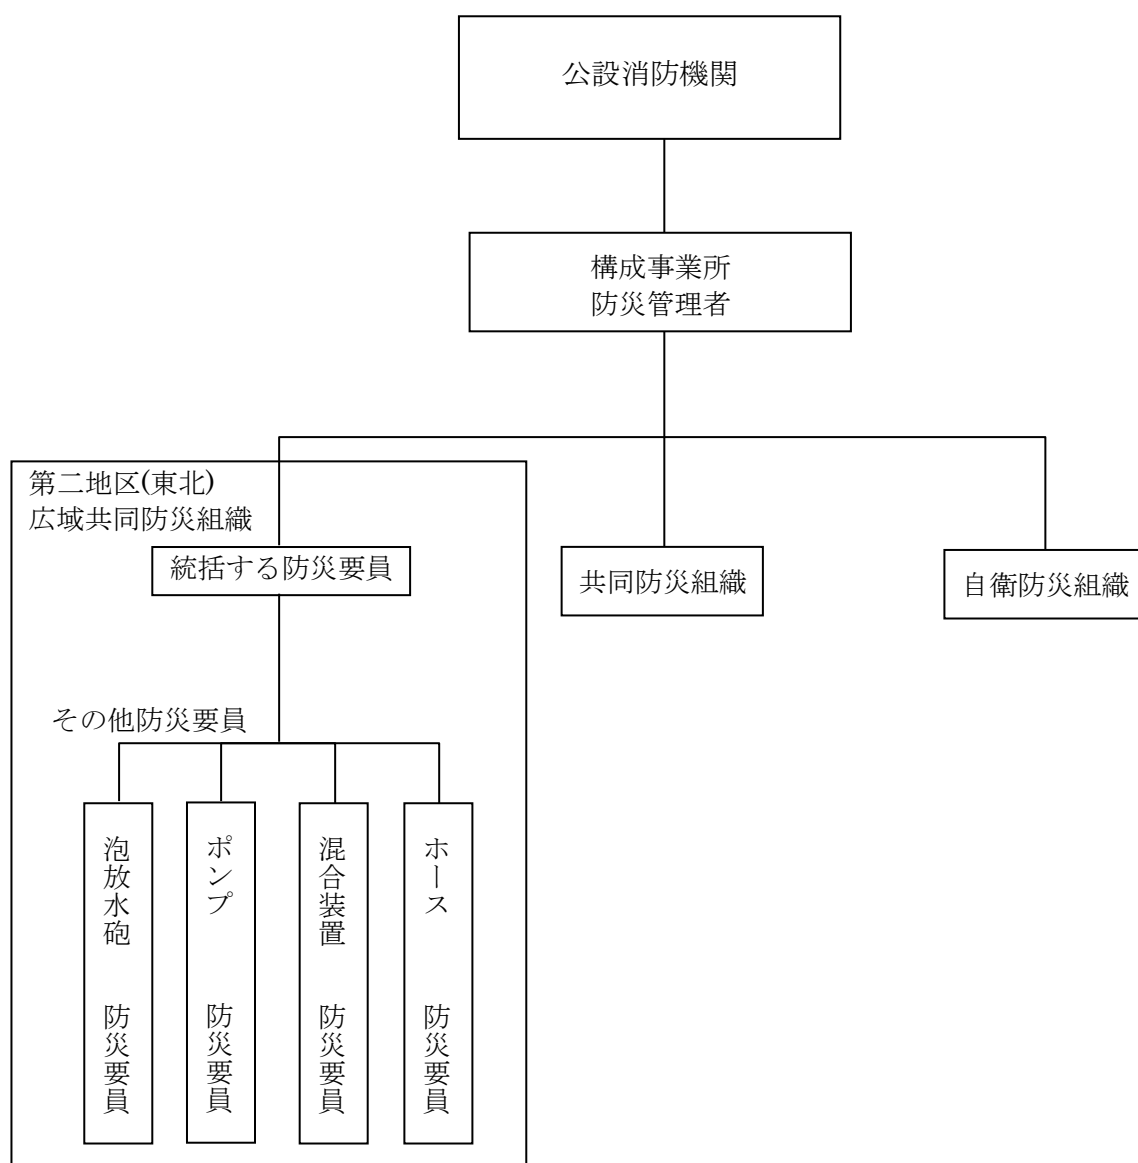 公設消防機関
構成事業所
防災管理者
第二地区(東北)
広域共同防災組織
統括する防災要員
共同防災組織
自衛防災組織
その他防災要員
泡放水砲　防災要員
ポンプ　防災要員
混合装置　防災要員
ホース　防災要員